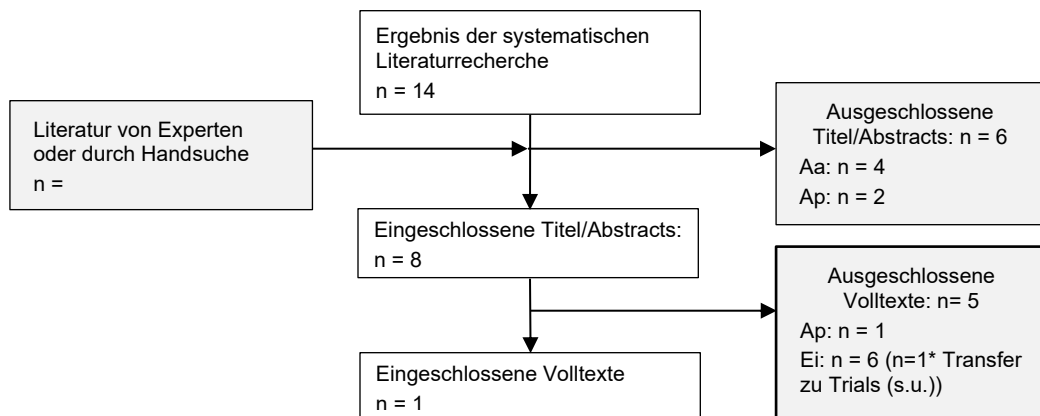 Ergebnis der systematischen
Literaturrecherche
n = 14
Literatur von Experten
oder durch Handsuche
n =
Ausgeschlossene
Titel/Abstracts: n = 6
Aa: n = 4
Ap: n = 2
Eingeschlossene Titel/Abstracts:
n = 8
Ausgeschlossene
Volltexte: n= 5
Ap: n = 1
Ei: n = 6 (n=1* Transfer
zu Trials (s.u.))
Eingeschlossene Volltexte
n = 1